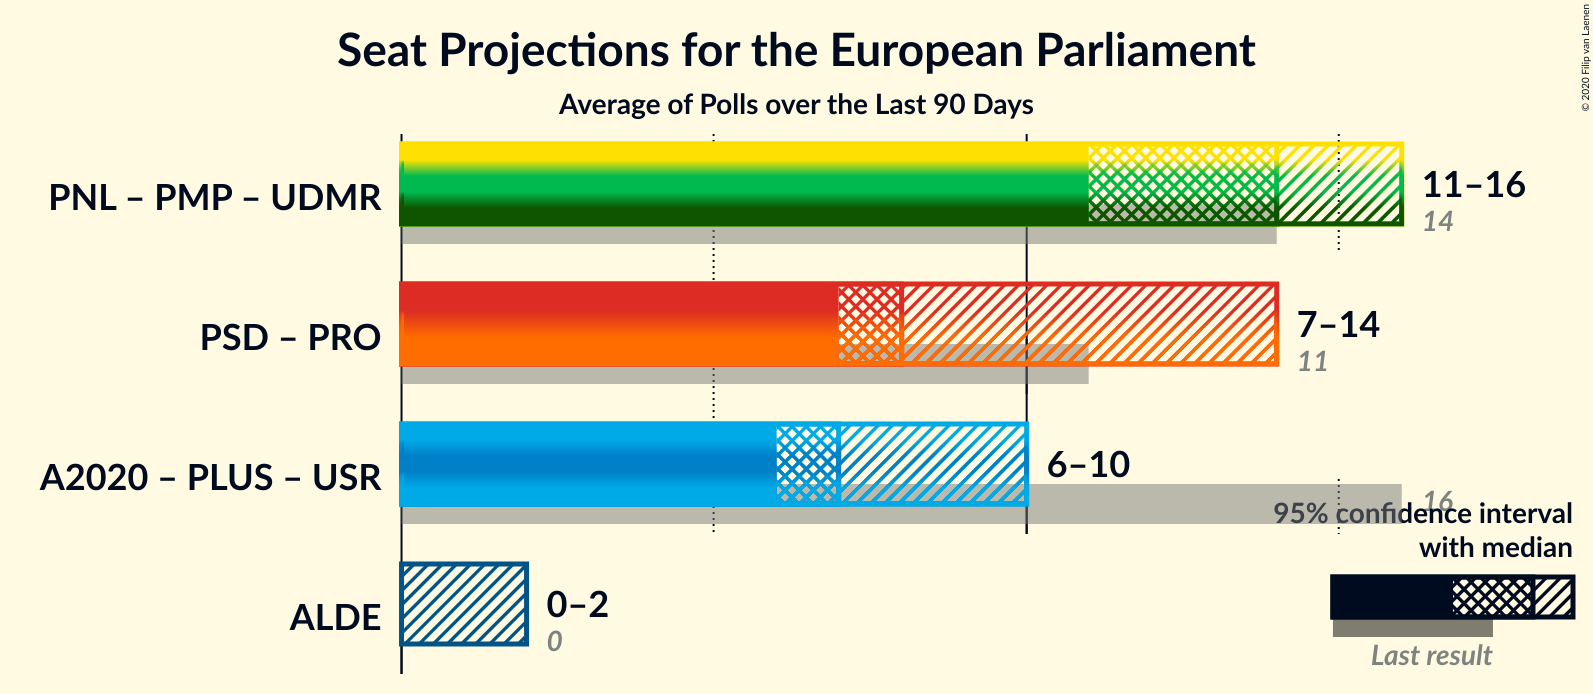 Seat Projections for the European Parliament
Average of Polls over the Last 90 Days
© 2020 Filip van Laenen
PNL – PMP – UDMR
11–16
14
PSD – PRO
7–14
11
A2020 – PLUS – USR
6–10
16
ALDE
0–2
0
95% confidence interval
with median
Last result